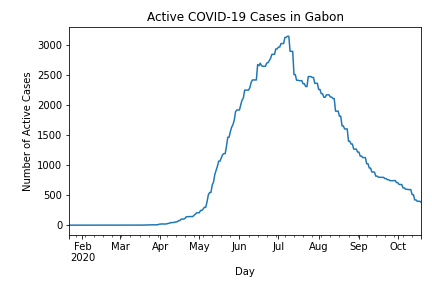 Active COVID-19 Cases in Gabon
Number of Active Cases
3000
2500
2000
1500
1000
500
0
Feb Mar Apr May Jun Jul Aug Sep Oct
2020
Day